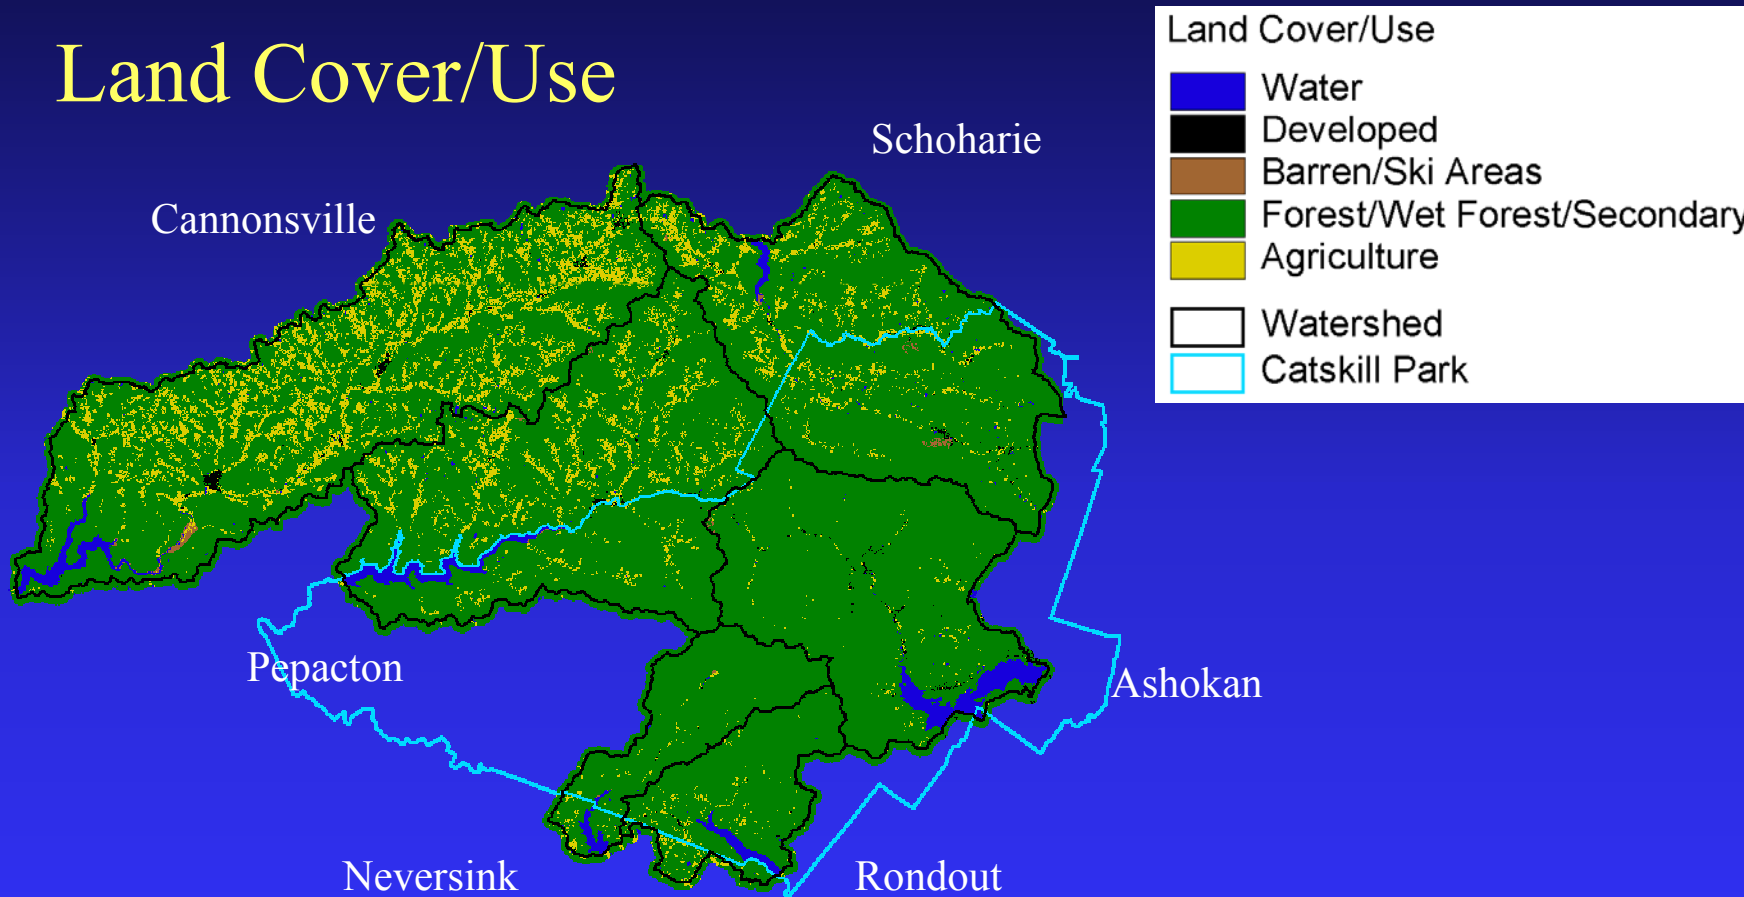 Land Cover/Use
Schoharie
Cannonsville
Pepacton
Ashokan
Neversink
Rondout
Land Cover/Use
Water
Developed
Barren/Ski Areas
Forest/Wet Forest/Secondary
Agriculture
Watershed
Catskill Park